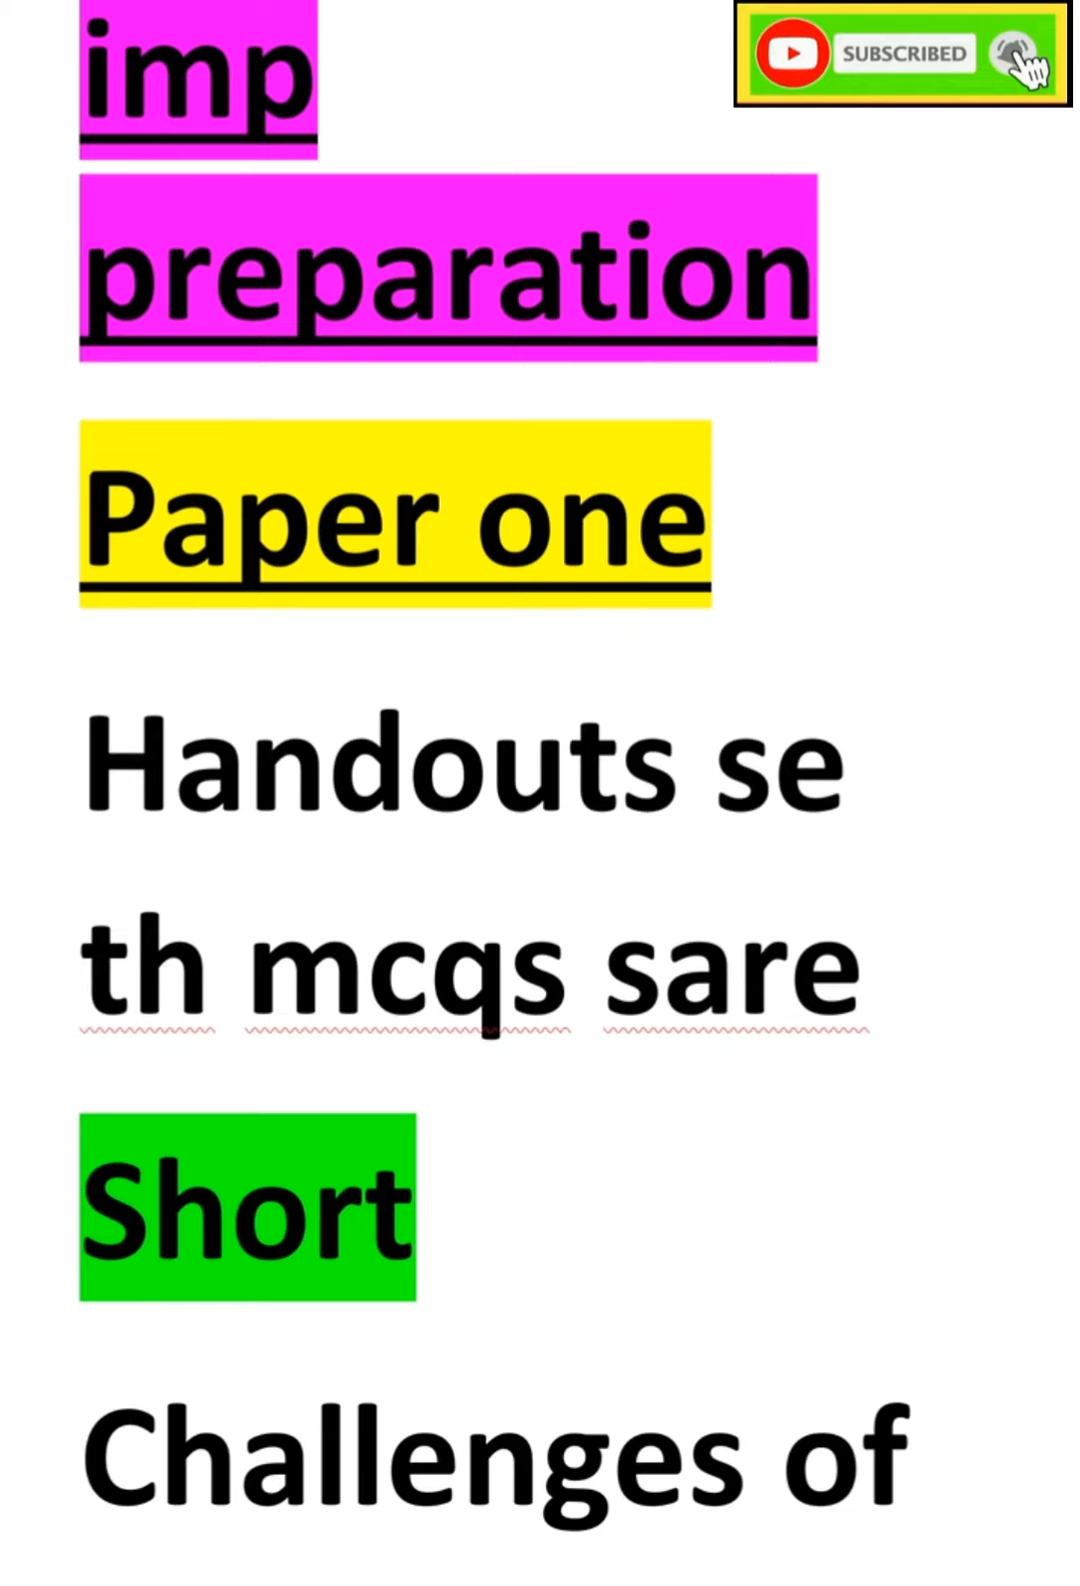 imp
SUBSCRIBED
preparation
Paper one
Handouts se
th mcqs sare
Short
Challenges of